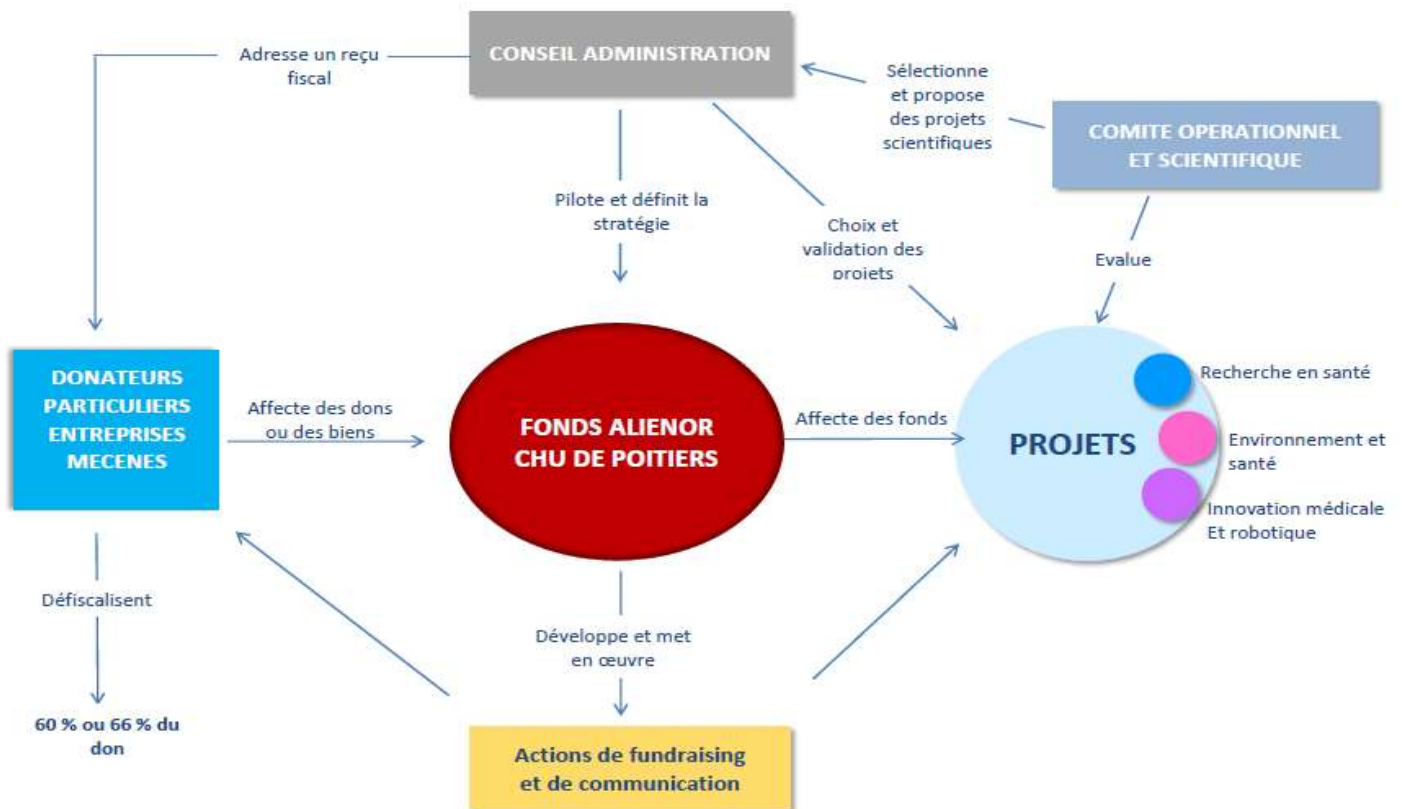 Adresse un reçu
fiscal
CONSEIL ADMINISTRATION
Sélectionne
et propose
des projets
scientifiques
COMITE OPERATIONNEL
ET SCIENTIFIQUE
Pilote et définit la
stratégie
Choix et
validation des
projets
Evalue
DONATEURS
PARTICULIERS
ENTREPRISES
MECENES
Affecte des dons
ou des biens
FONDS ALIENOR
CHU DE POITIERS
Affecte des fonds
PROJETS
Recherche en santé
Environnement et
santé
Innovation médicale
Et robotique
Défiscalisent
60 % ou 66 % du
don
Développe et met
en œuvre
Actions de fundraising
et de communication